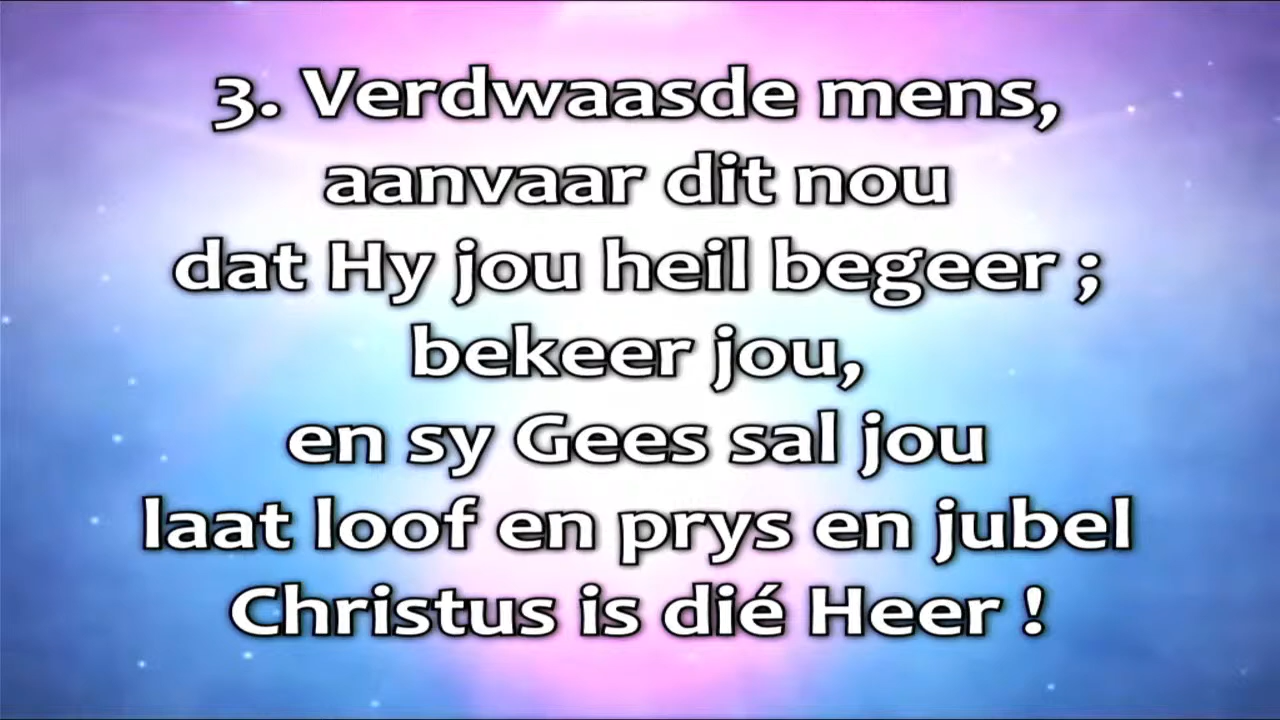 3. Verdwaasde mens,
aanvaar dit nou
dat Hy jou heil begeer ;
bekeer jou,
en sy Gees sal jou
laat loof en prys en jubel
Christus is dié Heer !